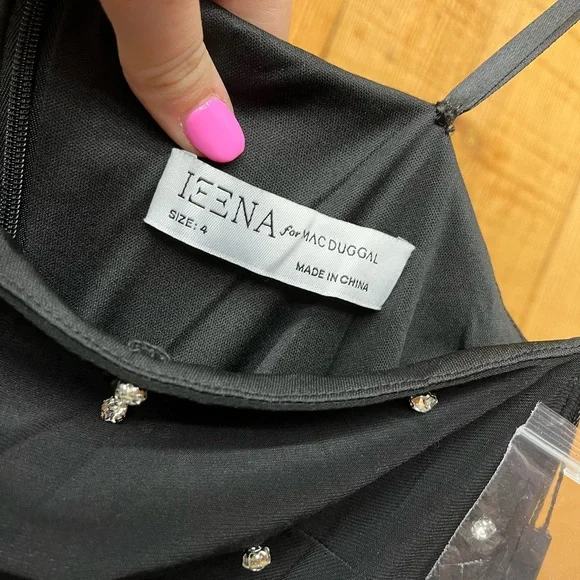 IEENA for MAC DUGGAL
SIZE: 4
MADE IN CHINA